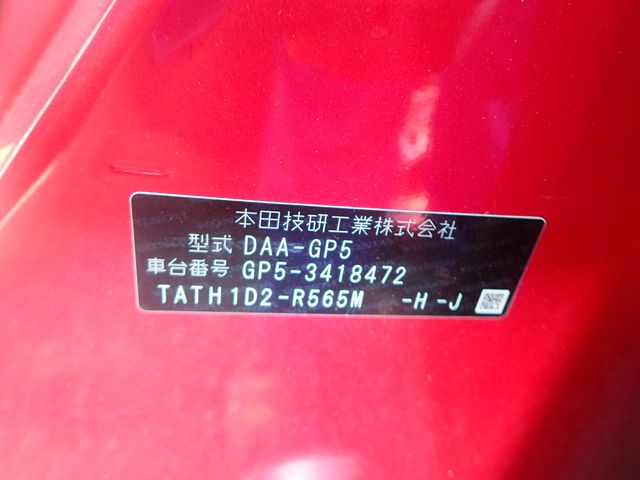 本田技研工業株式会社
型式 DAA-GP5
車台番号 GP5-3418472
TATH1D2-R565M -H -J